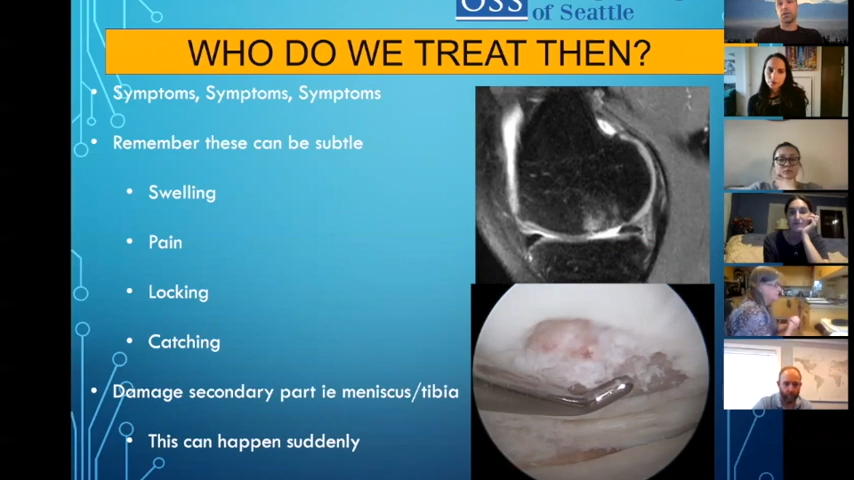 OSS
of Seattle
WHO DO WE TREAT THEN?
Symptoms, Symptoms, Symptoms
Remember these can be subtle
Swelling
Pain
Locking
Catching
Damage secondary part ie meniscus/tibia
This can happen suddenly